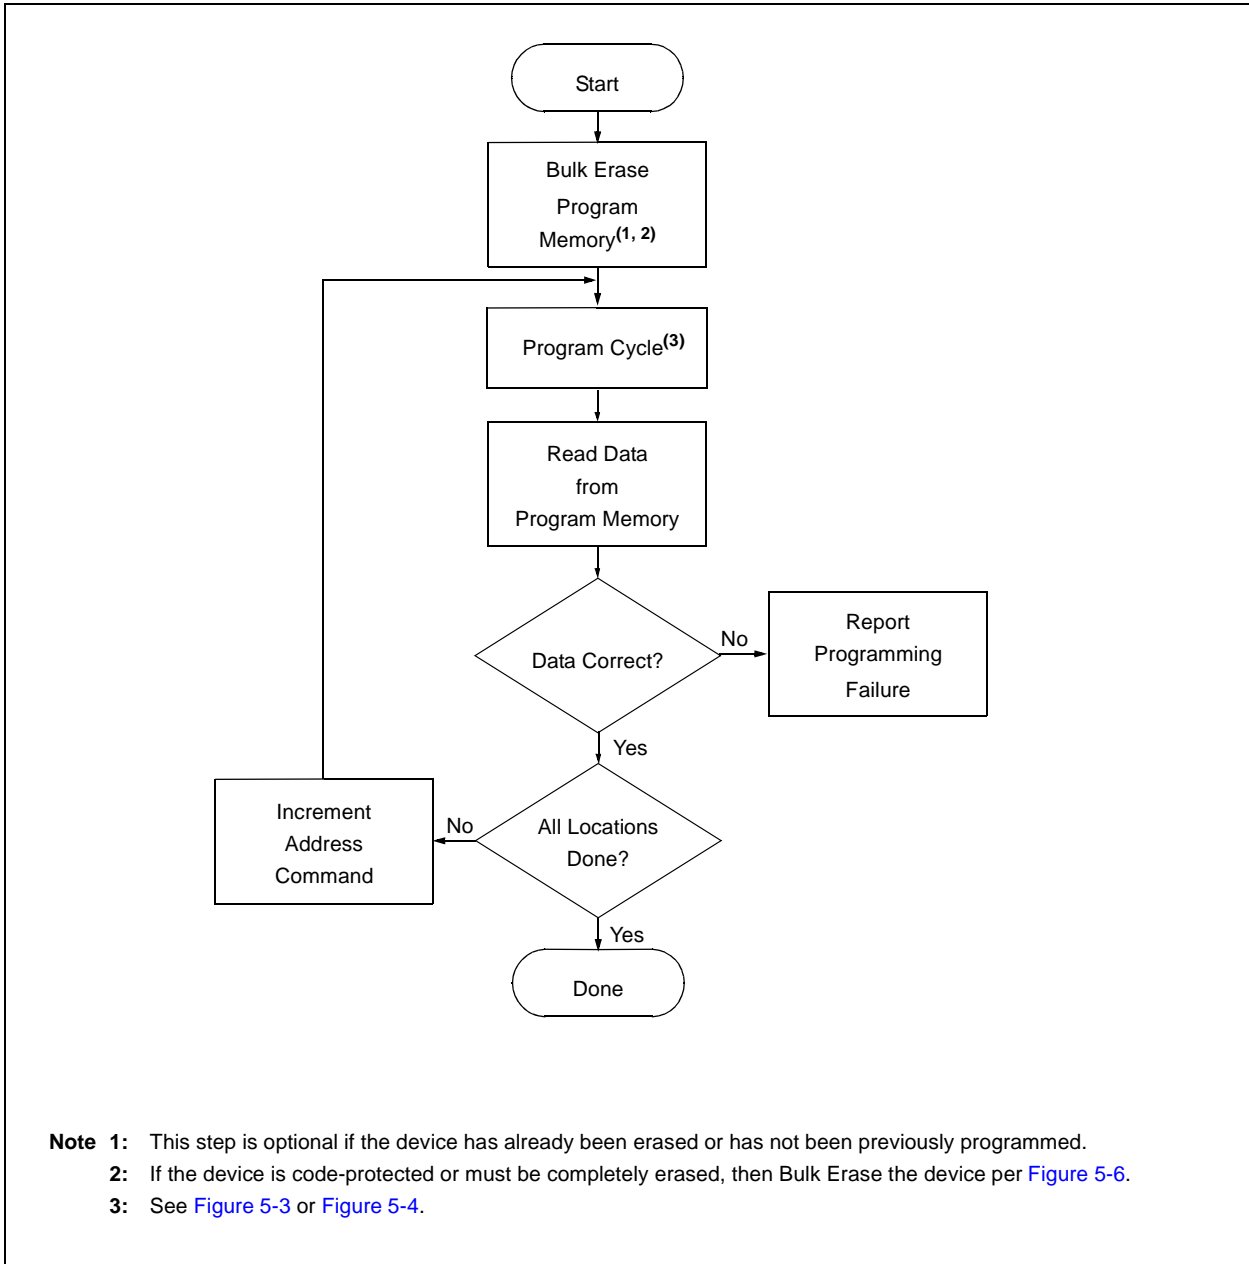 Start
Bulk Erase
Program
Memory(1, 2)
Program Cycle(3)
Read Data
from
Program Memory
Data Correct?
No
Report
Programming
Failure
Yes
All Locations
Done?
No
Increment
Address
Command
Yes
Done
Note 1: This step is optional if the device has already been erased or has not been previously programmed.
2: If the device is code-protected or must be completely erased, then Bulk Erase the device per Figure 5-6.
3: See Figure 5-3 or Figure 5-4.